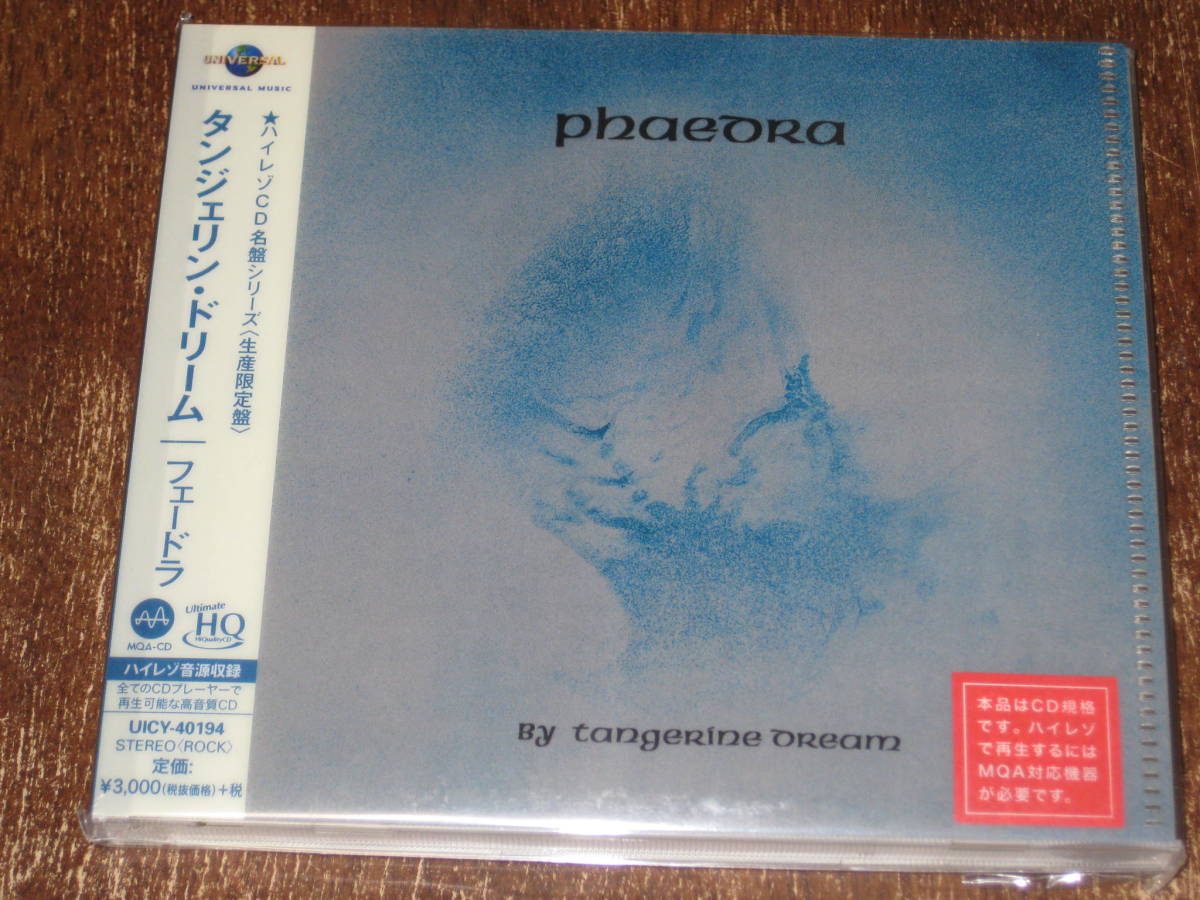 UNIVERSAL
UNIVERSAL MUSIC
★ハイレゾCD名盤シリーズ〈生産限定盤〉
タンジェリン・ドリーム｜フェードラ
MQA-CD
Ultimate
HQ
HiQualityCD
ハイレゾ音源収録
全てのCDプレーヤーで
再生可能な高音質CD
UICY-40194
STEREO〈ROCK〉
定価:
¥3,000(税抜価格)+税
phaedra
By tangerine dream
本品はCD規格
です。ハイレゾ
で再生するには
MQA対応機器
が必要です。